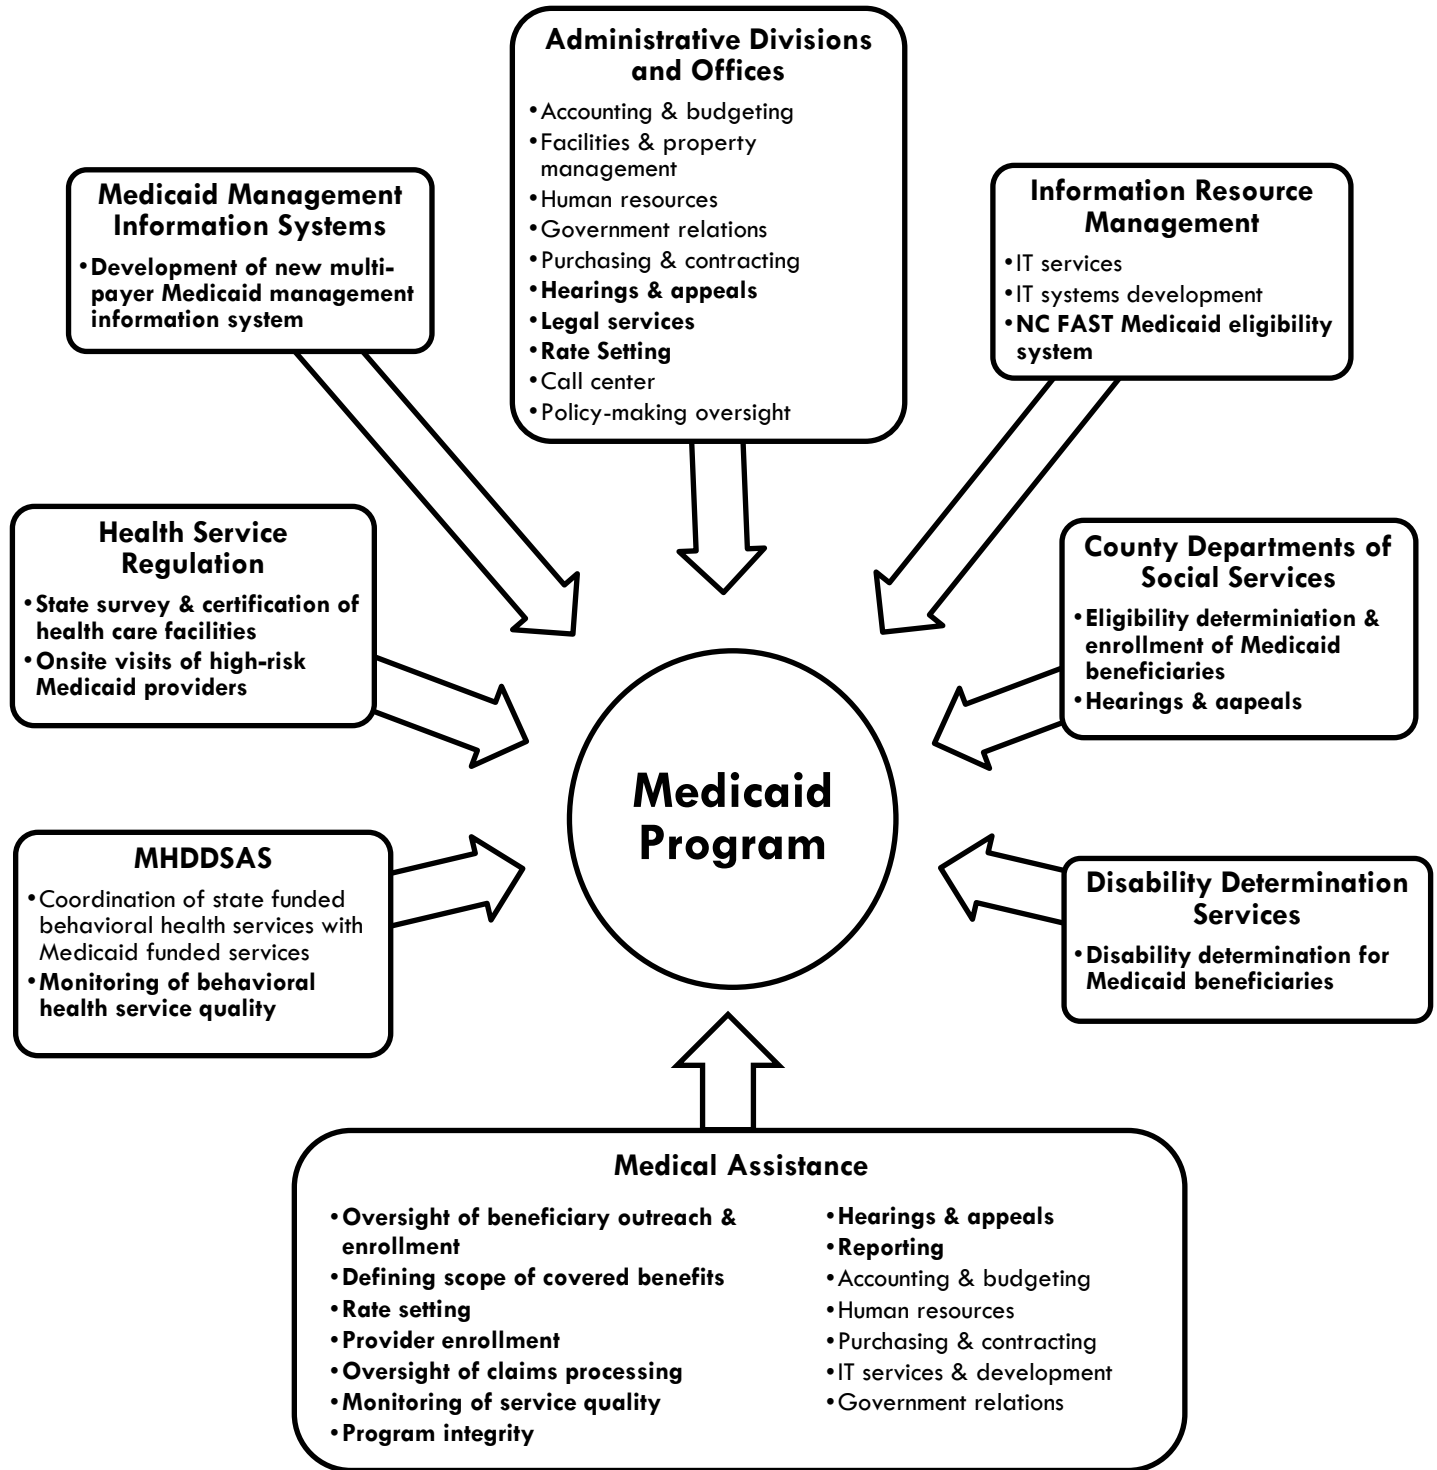 Administrative Divisions
and Offices
•Accounting & budgeting
•Facilities & property
management
•Human resources
•Government relations
•Purchasing & contracting
•Hearings & appeals
•Legal services
•Rate Setting
•Call center
•Policy-making oversight
Medicaid Management
Information Systems
•Development of new multi-
payer Medicaid management
information system
Information Resource
Management
•IT services
•IT systems development
•NC FAST Medicaid eligibility
system
Health Service
Regulation
•State survey & certification of
health care facilities
•Onsite visits of high-risk
Medicaid providers
County Departments of
Social Services
•Eligibility determiniation &
enrollment of Medicaid
beneficiaries
•Hearings & aapeals
Medicaid
Program
MHDDSAS
•Coordination of state funded
behavioral health services with
Medicaid funded services
•Monitoring of behavioral
health service quality
Disability Determination
Services
•Disability determination for
Medicaid beneficiaries
Medical Assistance
•Oversight of beneficiary outreach &
enrollment
•Defining scope of covered benefits
•Rate setting
•Provider enrollment
•Oversight of claims processing
•Monitoring of service quality
•Program integrity
•Hearings & appeals
•Reporting
•Accounting & budgeting
•Human resources
•Purchasing & contracting
•IT services & development
•Government relations